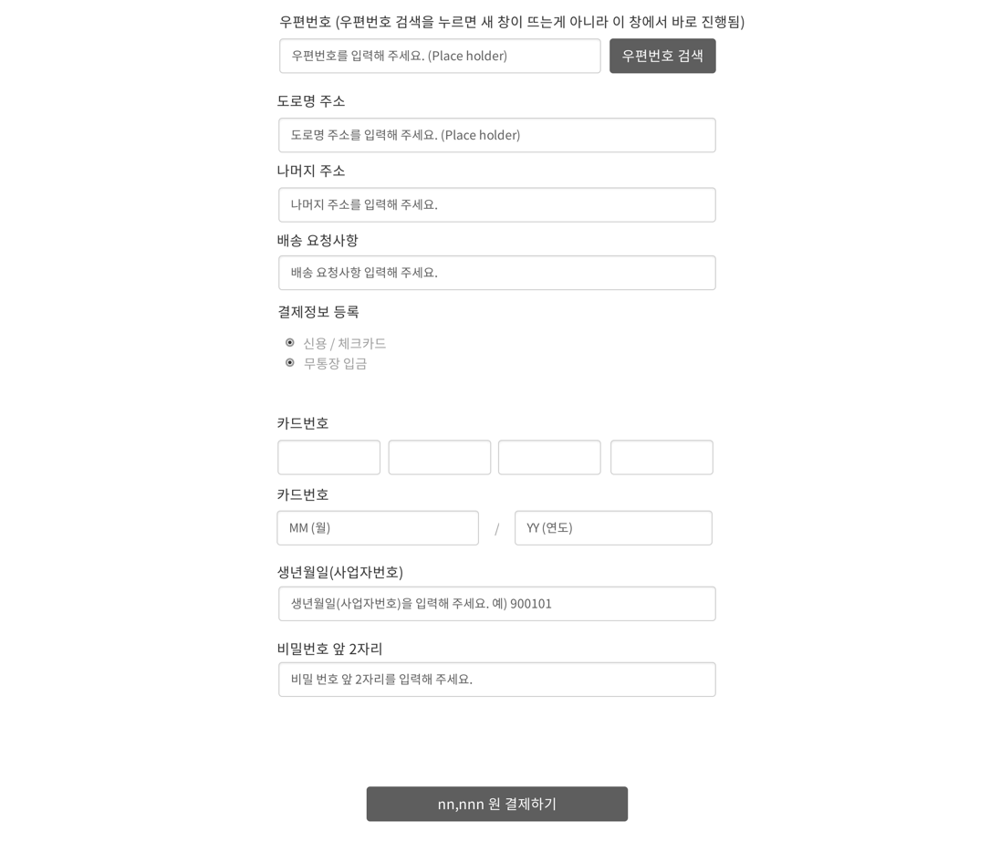 우편번호 (우편번호 검색을 누르면 새 창이 뜨는게 아니라 이 창에서 바로 진행됨)
우편번호를 입력해 주세요. (Place holder)
우편번호 검색
도로명 주소
도로명 주소를 입력해 주세요. (Place holder)
나머지 주소
나머지 주소를 입력해 주세요.
배송 요청사항
배송 요청사항 입력해 주세요.
결제정보 등록
신용 / 체크카드
무통장 입금
카드번호
카드번호
MM (월) / YY (연도)
생년월일(사업자번호)
생년월일(사업자번호)을 입력해 주세요. 예) 900101
비밀번호 앞 2자리
비밀 번호 앞 2자리를 입력해 주세요.
nn,nnn 원 결제하기